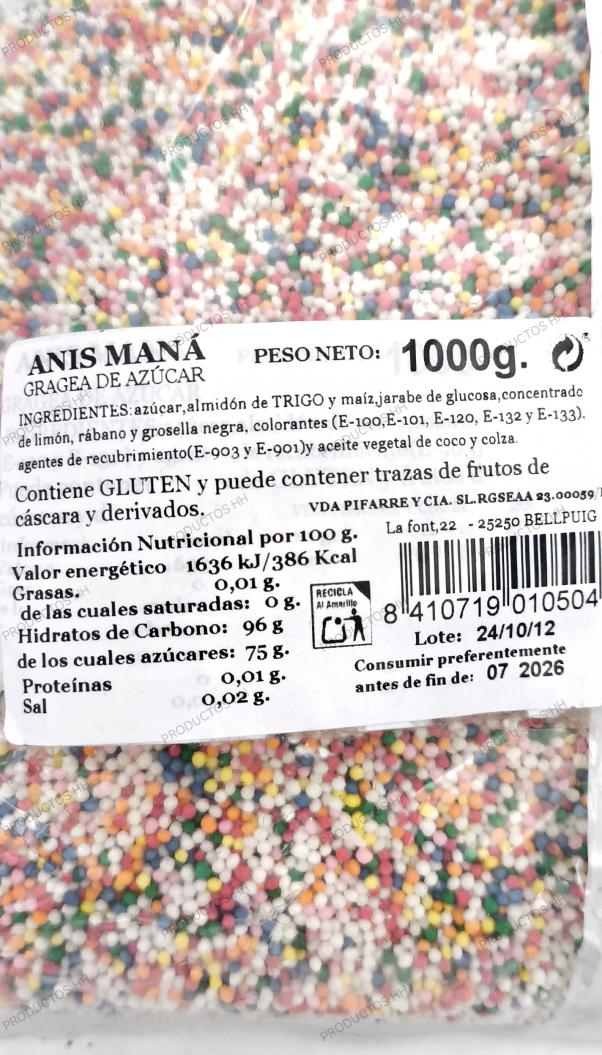 ANIS MANÁ
GRAGEA DE AZÚCAR
PESO NETO: 1000g.
INGREDIENTES: azúcar, almidón de TRIGO y maíz, jarabe de glucosa, concentrado
de limón, rábano y grosella negra, colorantes (E-100, E-101, E-120, E-132 y E-133),
agentes de recubrimiento(E-903 y E-901)y aceite vegetal de coco y colza.
Contiene GLUTEN y puede contener trazas de frutos de
cáscara y derivados.
VDA PIFARRE Y CIA. SL.RGSEAA 23.00059/
La font,22 - 25250 BELLPUIG
Información Nutricional por 100 g.
Valor energético 1636 kJ/386 Kcal
Grasas. 0,01 g.
de las cuales saturadas: 0 g.
Hidratos de Carbono: 96 g
de los cuales azúcares: 75 g.
Proteínas 0,01 g.
Sal 0,02 g.
RECICLA
Al Amarillo
8 410719 010504
Lote: 24/10/12
Consumir preferentemente
antes de fin de: 07 2026
PRODUCTOS HH